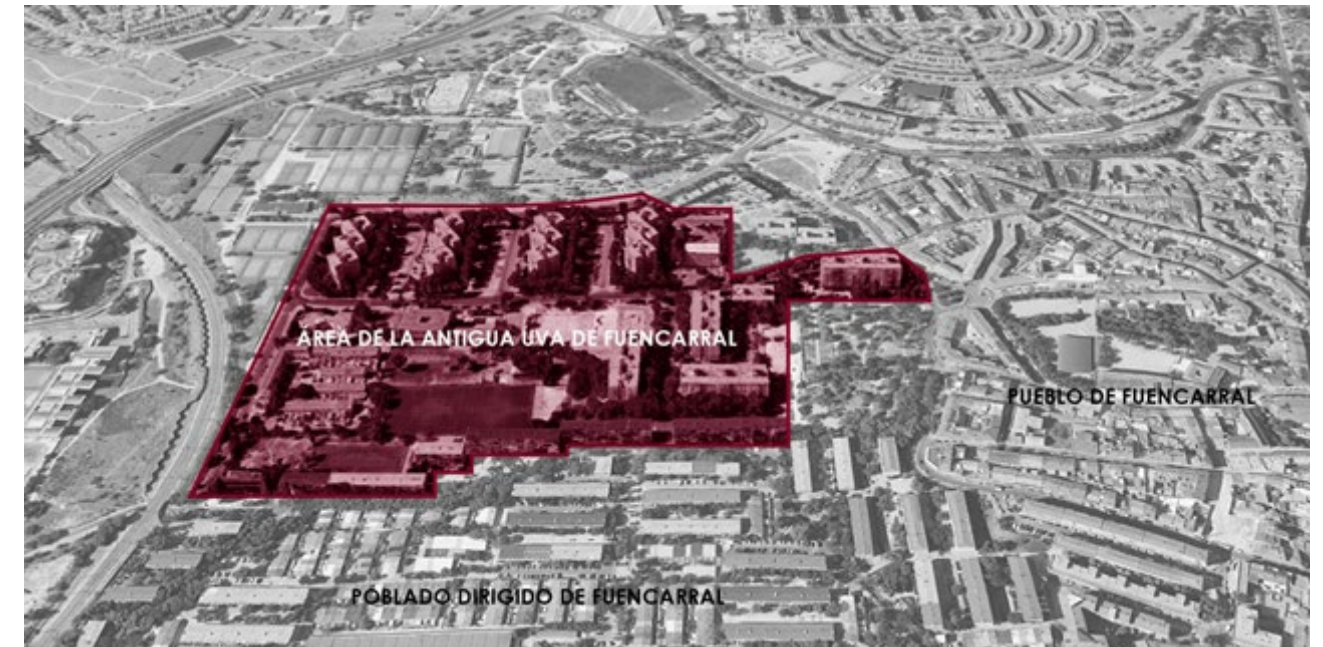 ÁREA DE LA ANTIGUA UVA DE FUENCARRAL
PUEBLO DE FUENCARRAL
POBLADO DIRIGIDO DE FUENCARRAL